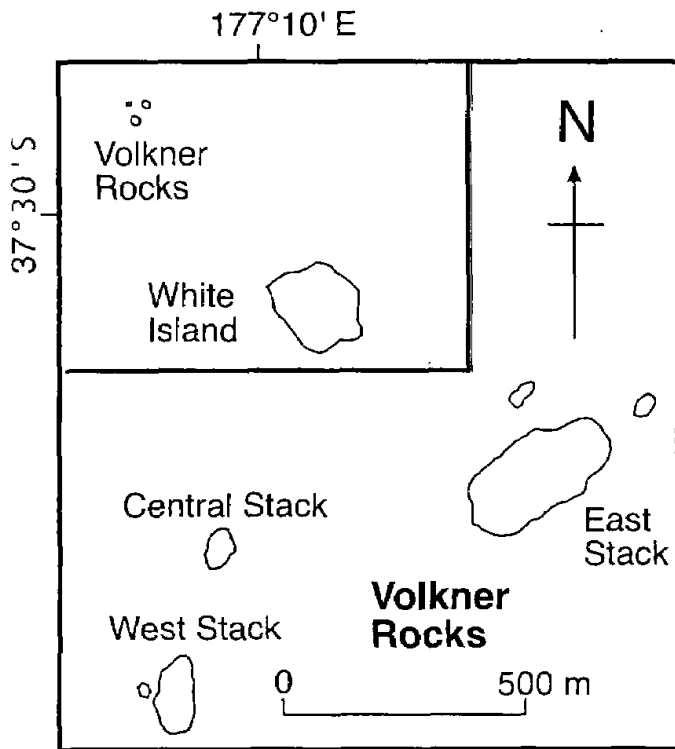 177°10' E
37°30' S
Volkner
Rocks
N
White
Island
Central Stack
East
Stack
Volkner
Rocks
West Stack
0 500 m